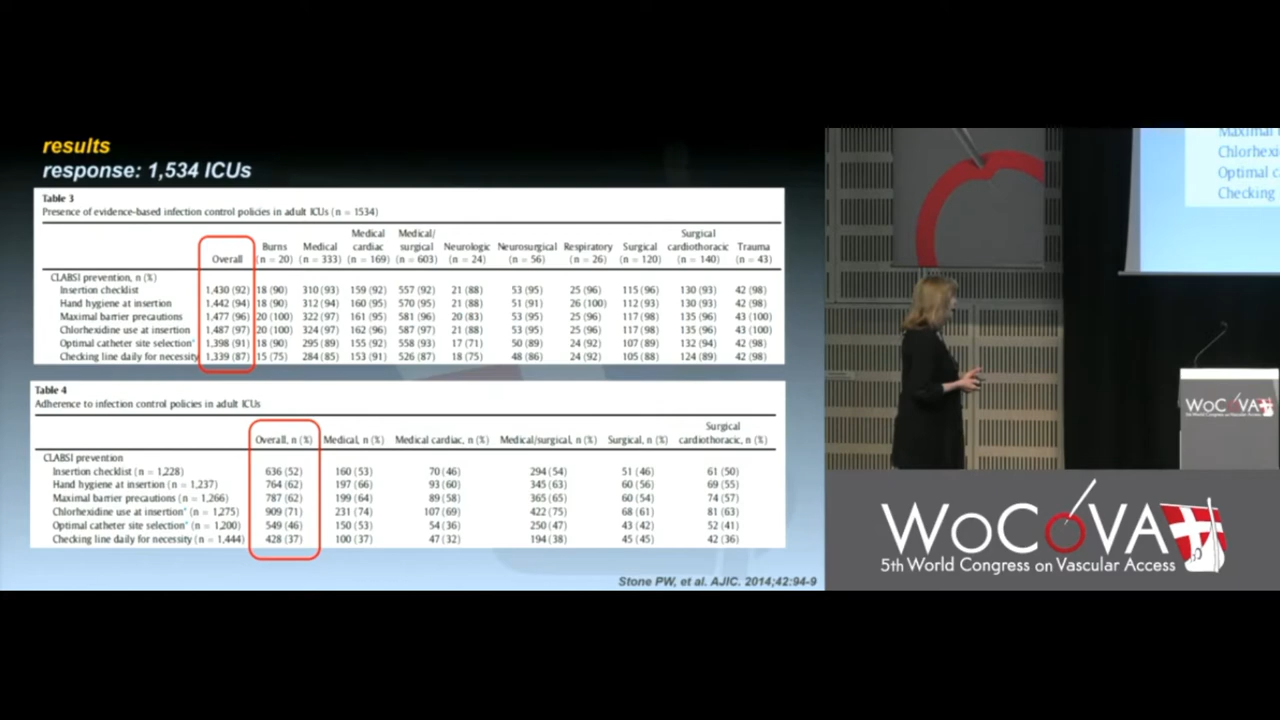 results
response: 1,534 ICUs
Table 3
Presence of evidence-based infection control policies in adult ICUs (n = 1534)
Overall Burns (n = 20) Medical (n = 333) Medical cardiac (n = 169) Medical/ surgical (n = 603) Neurologic (n = 24) Neurosurgical (n = 56) Respiratory (n = 26) Surgical (n = 120) Surgical cardiothoracic (n = 140) Trauma (n = 43)
CLABSI prevention, n (%)
Insertion checklist 1,430 (92) 18 (90) 310 (93) 159 (92) 557 (92) 21 (88) 53 (95) 25 (96) 115 (96) 130 (93) 42 (98)
Hand hygiene at insertion 1,442 (94) 18 (90) 312 (94) 160 (95) 570 (95) 21 (88) 51 (91) 26 (100) 112 (93) 130 (93) 42 (98)
Maximal barrier precautions 1,477 (96) 20 (100) 322 (97) 161 (95) 581 (96) 20 (83) 53 (95) 25 (96) 117 (98) 135 (96) 43 (100)
Chlorhexidine use at insertion 1,487 (97) 20 (100) 324 (97) 162 (96) 587 (97) 21 (88) 53 (95) 25 (96) 117 (98) 135 (96) 43 (100)
Optimal catheter site selection* 1,398 (91) 18 (90) 295 (89) 155 (92) 558 (93) 17 (71) 50 (89) 24 (92) 107 (89) 132 (94) 42 (98)
Checking line daily for necessity 1,339 (87) 15 (75) 284 (85) 153 (91) 526 (87) 18 (75) 48 (86) 24 (92) 105 (88) 124 (89) 42 (98)
Table 4
Adherence to infection control policies in adult ICUs
Overall, n (%) Medical, n (%) Medical cardiac, n (%) Medical/surgical, n (%) Surgical, n (%) Surgical cardiothoracic, n (%)
CLABSI prevention
Insertion checklist (n = 1,228) 636 (52) 160 (53) 70 (46) 294 (54) 51 (46) 61 (50)
Hand hygiene at insertion (n = 1,237) 764 (62) 197 (66) 93 (60) 345 (63) 60 (56) 69 (55)
Maximal barrier precautions (n = 1,266) 787 (62) 199 (64) 89 (58) 365 (65) 60 (54) 74 (57)
Chlorhexidine use at insertion* (n = 1,275) 909 (71) 231 (74) 107 (69) 422 (75) 68 (61) 81 (63)
Optimal catheter site selection* (n = 1,200) 549 (46) 150 (53) 54 (36) 250 (47) 43 (42) 52 (41)
Checking line daily for necessity (n = 1,444) 428 (37) 100 (37) 47 (32) 194 (38) 45 (45) 42 (36)
Stone PW, et al. AJIC. 2014;42:94-9
Maximal
Chlorhexi
Optimal c
Checking
WoCoVA
5th World Congress on Vascular Access
WoCoVA
5th World Congress on Vascular Access